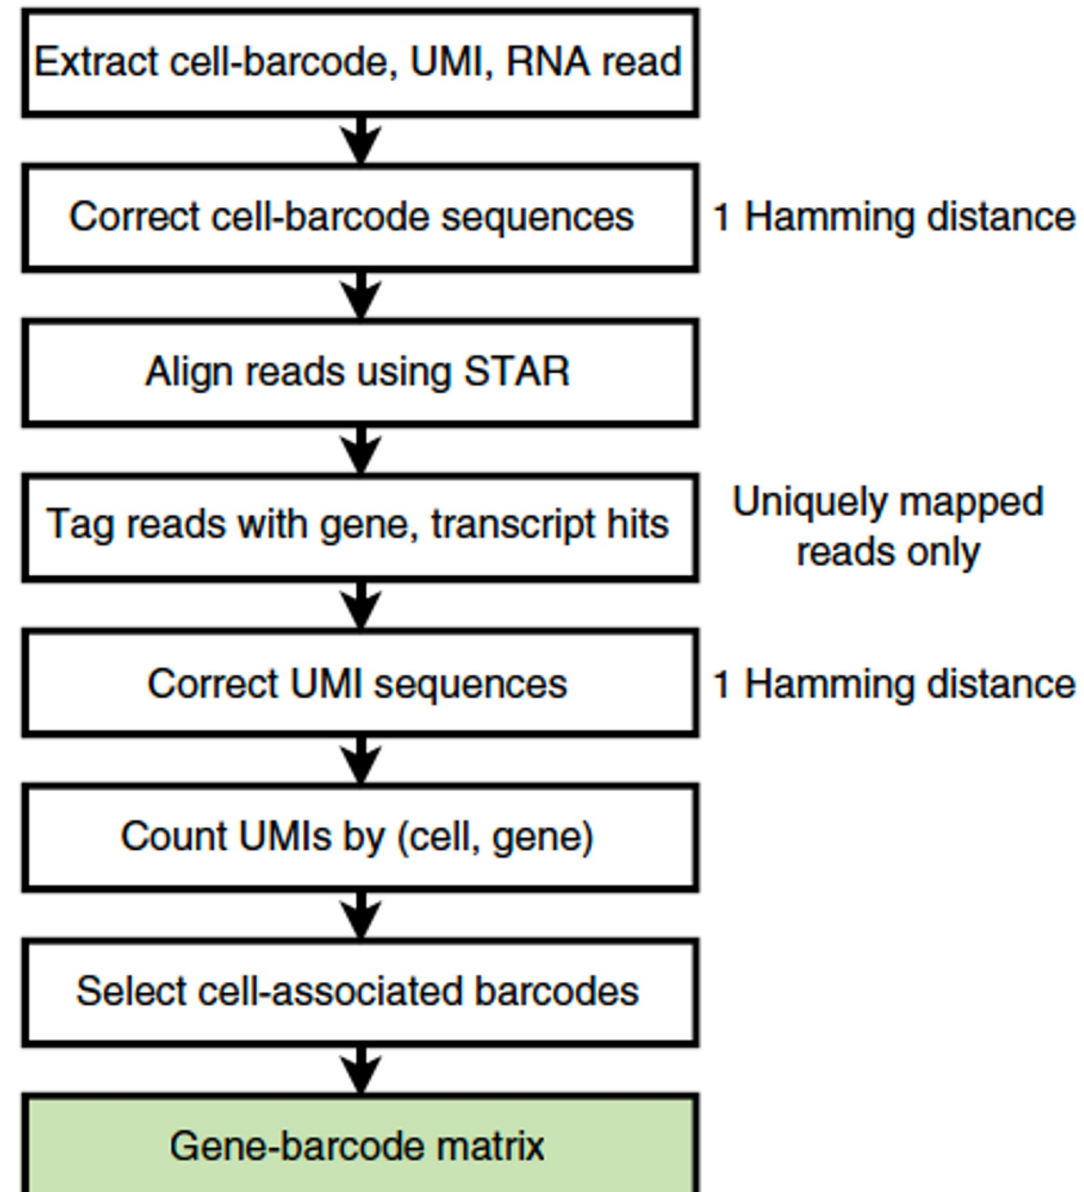 Extract cell-barcode, UMI, RNA read
Correct cell-barcode sequences
1 Hamming distance
Align reads using STAR
Tag reads with gene, transcript hits
Uniquely mapped
reads only
Correct UMI sequences
1 Hamming distance
Count UMIs by (cell, gene)
Select cell-associated barcodes
Gene-barcode matrix